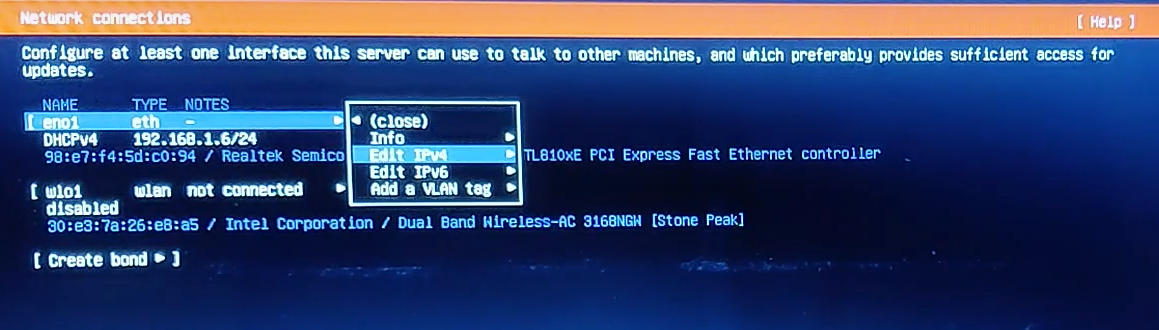 Network connections [ Help ]
Configure at least one interface this server can use to talk to other machines, and which preferably provides sufficient access for
updates.
NAME TYPE NOTES
[ eno1 eth - ▸
◂ (close)
DHCPv4 192.168.1.6/24
Info ▸
98:e7:f4:5d:c0:94 / Realtek Semico
Edit IPv4 ▸
TL810xE PCI Express Fast Ethernet controller
Edit IPv6 ▸
[ wlo1 wlan not connected ▸
Add a VLAN tag ▸
disabled
30:e3:7a:26:e8:a5 / Intel Corporation / Dual Band Wireless-AC 3168NGW [Stone Peak]
[ Create bond ▸ ]